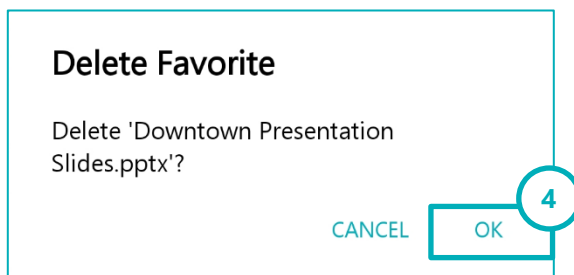 Delete Favorite
Delete 'Downtown Presentation
Slides.pptx'?
4
CANCEL OK